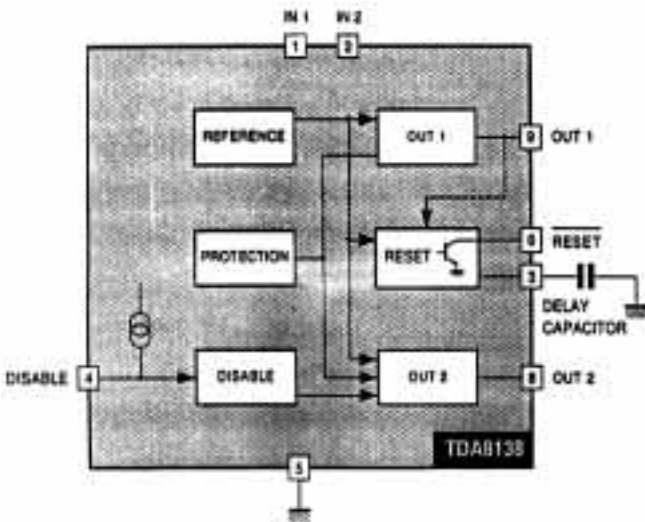 IN 1 IN 2
1 2
REFERENCE OUT 1 9 OUT 1
PROTECTION RESET 6 RESET
3
DELAY
CAPACITOR
DISABLE 4 DISABLE OUT 2 8 OUT 2
TDA8138
5